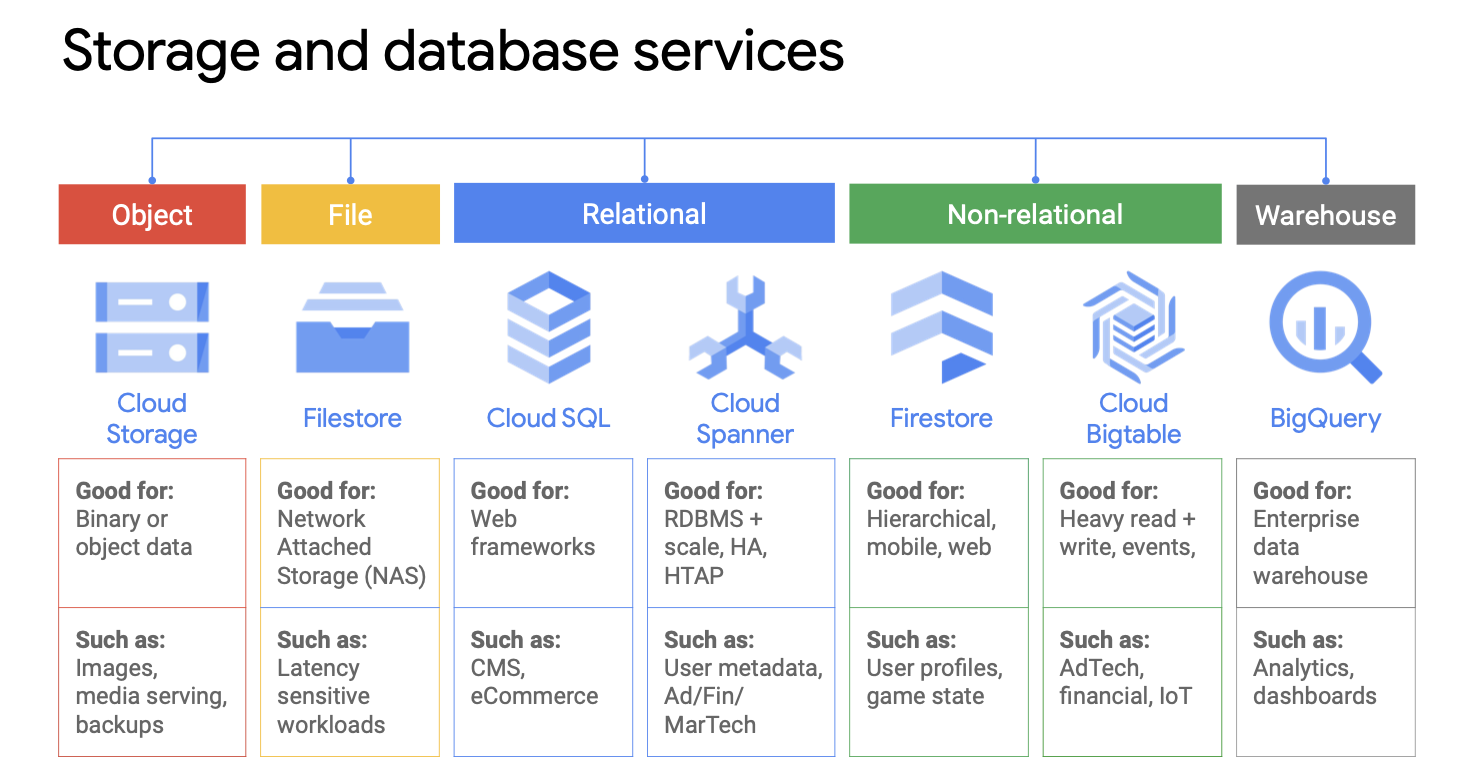 Storage and database services
Object
File
Relational
Non-relational
Warehouse
Cloud
Storage
Filestore
Cloud SQL
Cloud
Spanner
Firestore
Cloud
Bigtable
BigQuery
Good for:
Binary or
object data
Good for:
Network
Attached
Storage (NAS)
Good for:
Web
frameworks
Good for:
RDBMS +
scale, HA,
HTAP
Good for:
Hierarchical,
mobile, web
Good for:
Heavy read +
write, events,
Good for:
Enterprise
data
warehouse
Such as:
Images,
media serving,
backups
Such as:
Latency
sensitive
workloads
Such as:
CMS,
eCommerce
Such as:
User metadata,
Ad/Fin/
MarTech
Such as:
User profiles,
game state
Such as:
AdTech,
financial, IoT
Such as:
Analytics,
dashboards